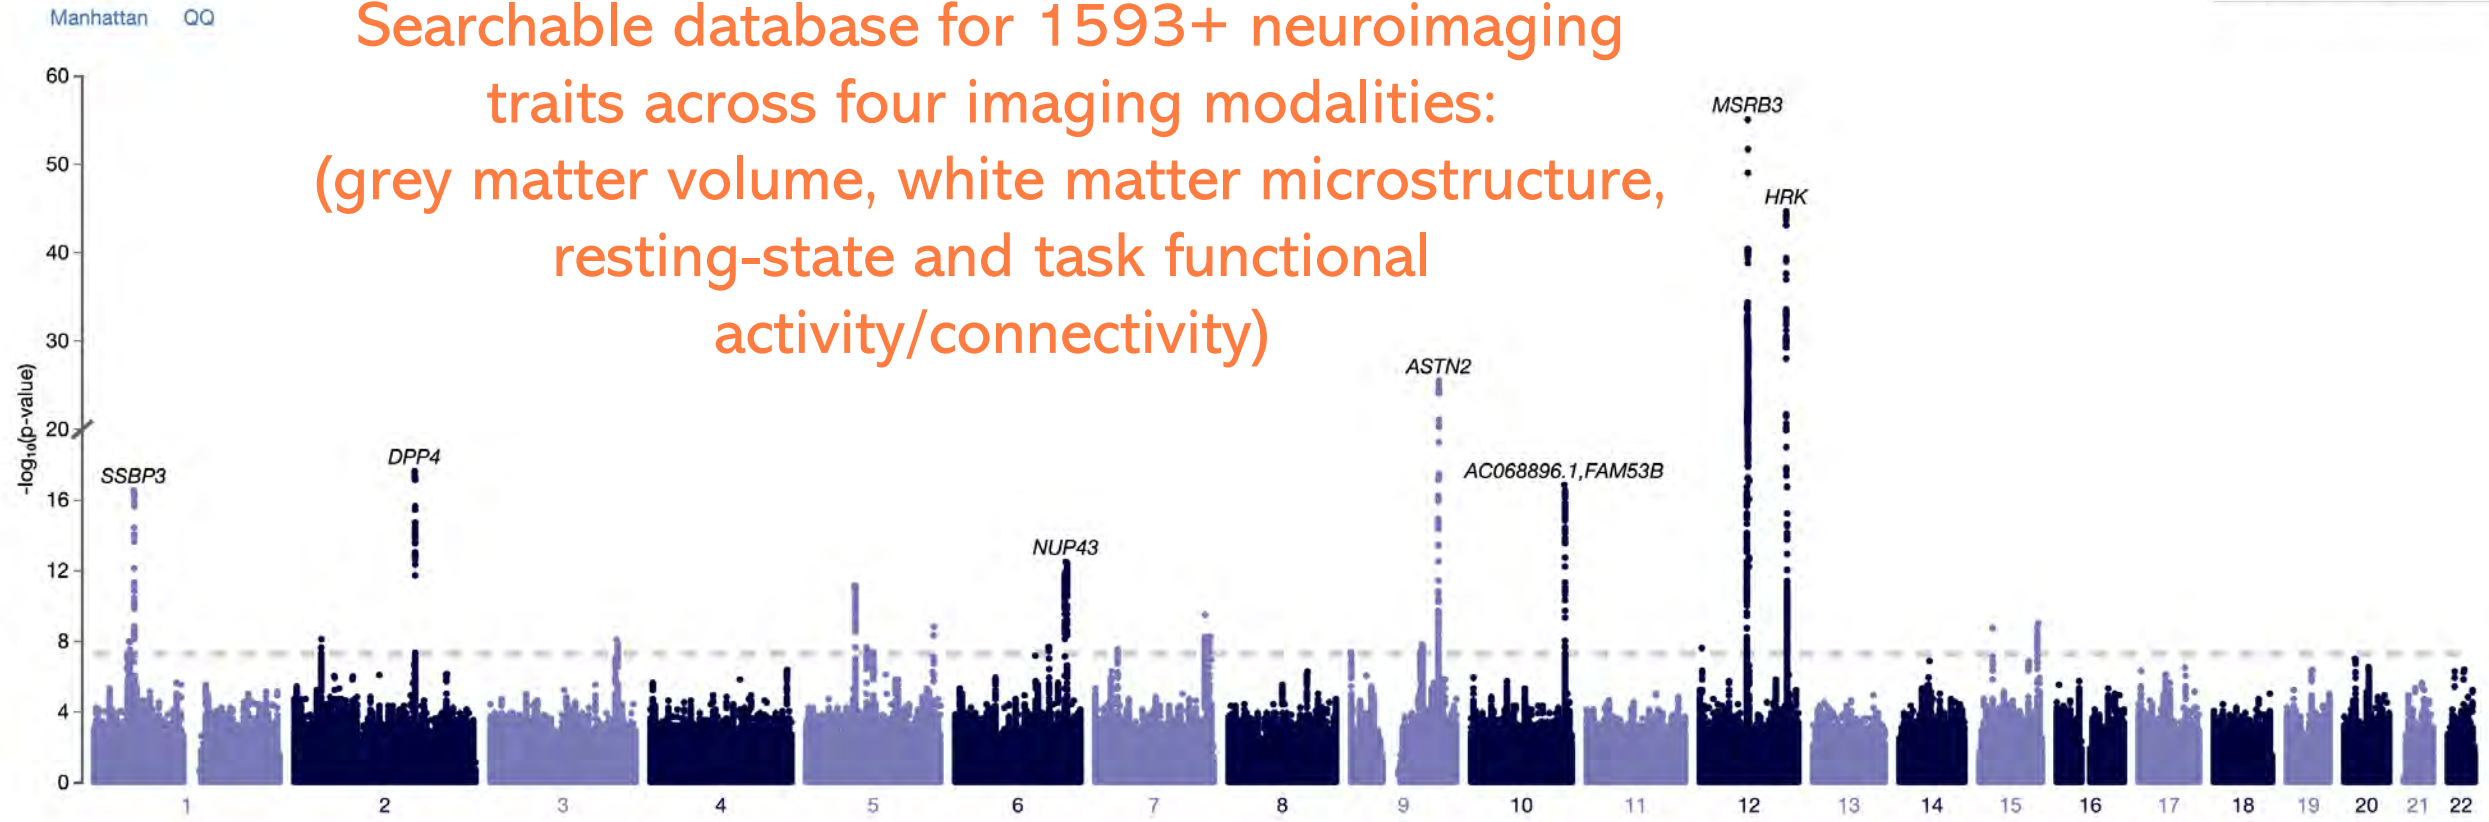 Manhattan QQ
Searchable database for 1593+ neuroimaging
traits across four imaging modalities:
(grey matter volume, white matter microstructure,
resting-state and task functional
activity/connectivity)
-log₁₀(p-value)
60
50
40
30
20
16
12
8
4
0
SSBP3
DPP4
NUP43
ASTN2
AC068896.1,FAM53B
MSRB3
HRK
1 2 3 4 5 6 7 8 9 10 11 12 13 14 15 16 17 18 19 20 21 22